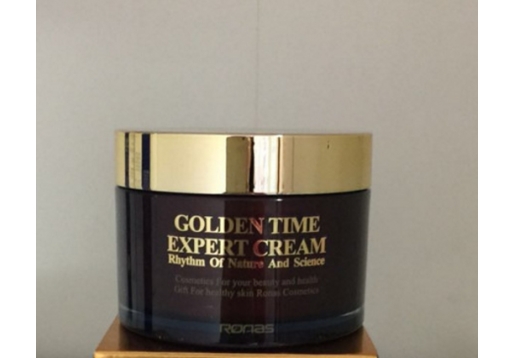 GOLDEN TIME
EXPERT CREAM
Rhythm Of Nature And Science
Cosmetics for your beauty and health
Gift For healthy skin Ronas Cosmetics
RONAS